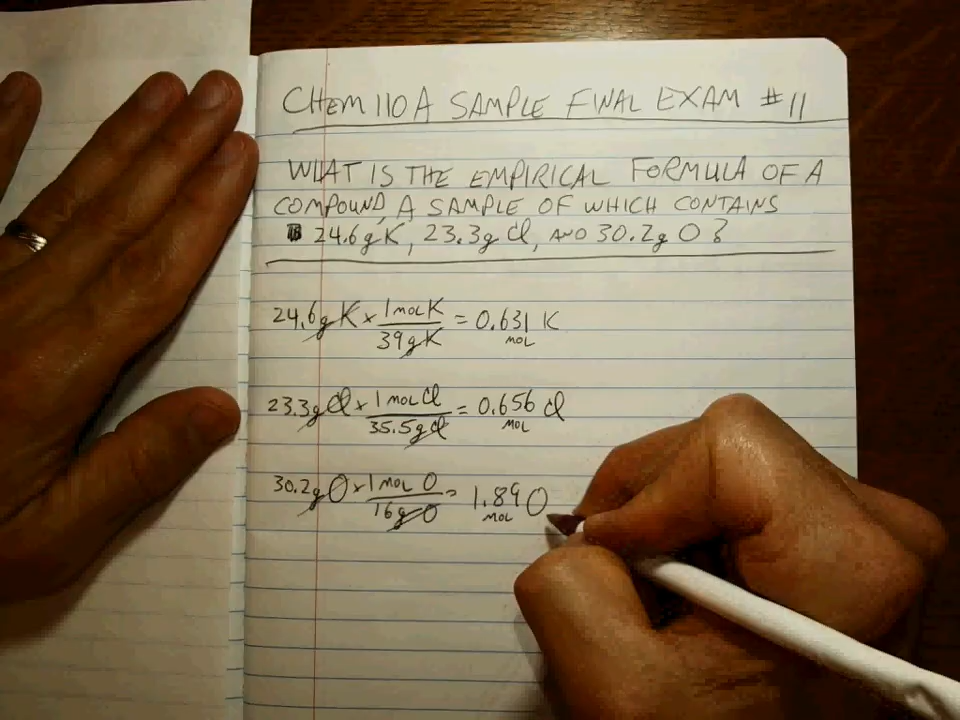 CHEM 110A SAMPLE FINAL EXAM #11
WHAT IS THE EMPIRICAL FORMULA OF A
COMPOUND, A SAMPLE OF WHICH CONTAINS
24.6g K, 23.3g Cl, AND 30.2g O?
24.6g K x 1 MOL K / 39g K = 0.631 MOL K
23.3g Cl x 1 MOL Cl / 35.5g Cl = 0.656 MOL Cl
30.2g O x 1 MOL O / 16g O = 1.89 MOL O